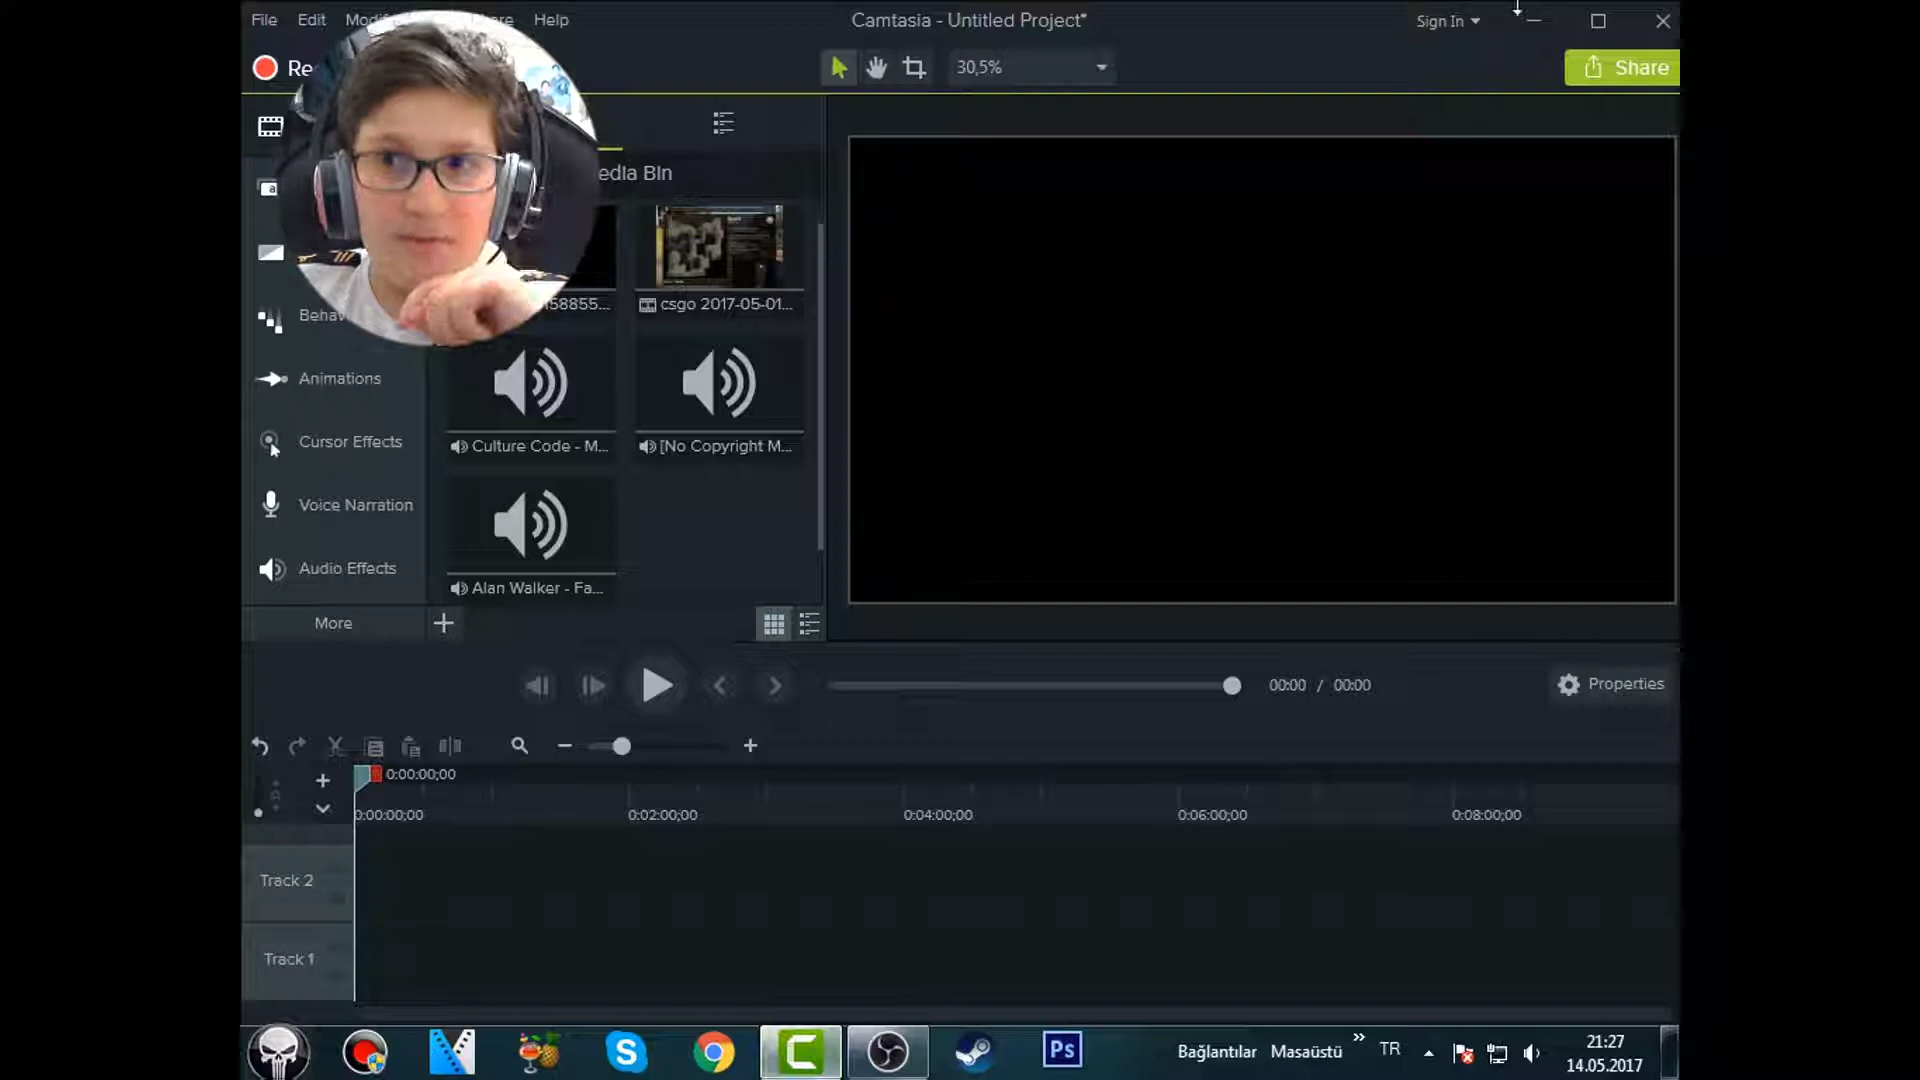 File Edit Help
Camtasia - Untitled Project*
Sign In
30,5%
Share
edia Bin
158855...
csgo 2017-05-01...
Animations
Culture Code - M...
[No Copyright M...
Cursor Effects
Voice Narration
Audio Effects
Alan Walker - Fa...
More
00:00 / 00:00
Properties
0:00:00;00
0:00:00;00 0:02:00;00 0:04:00;00 0:06:00;00 0:08:00;00
Track 2
Track 1
Ps
Bağlantılar Masaüstü
TR
21:27
14.05.2017